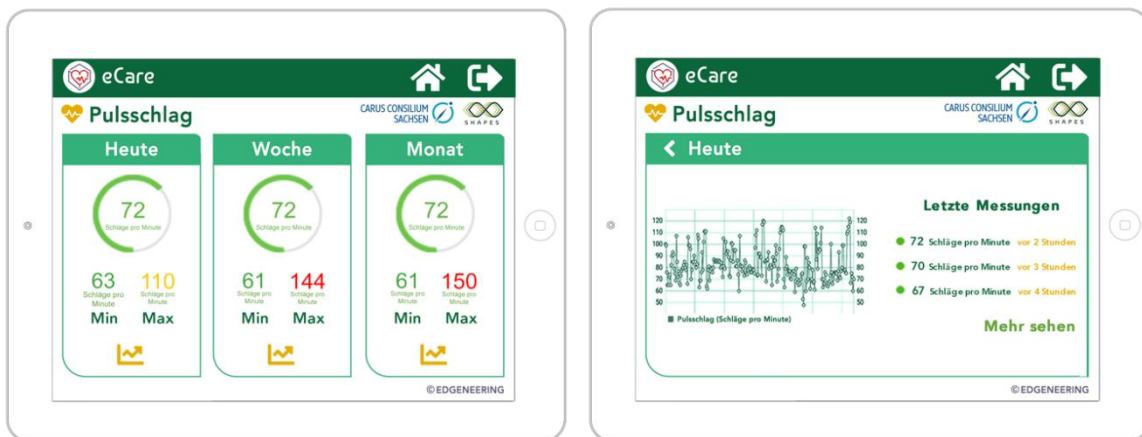 eCare
Pulsschlag
CARUS CONSILIUM
SACHSEN
SHAPES
Heute
72
Schläge pro Minute
63
Schläge pro
Minute
Min
110
Schläge pro
Minute
Max
Woche
72
Schläge pro Minute
61
Schläge pro
Minute
Min
144
Schläge pro
Minute
Max
Monat
72
Schläge pro Minute
61
Schläge pro
Minute
Min
150
Schläge pro
Minute
Max
©EDGENEERING
eCare
Pulsschlag
CARUS CONSILIUM
SACHSEN
SHAPES
Heute
120
110
100
90
80
70
60
50
120
110
100
90
80
70
60
50
Pulsschlag (Schläge pro Minute)
Letzte Messungen
72 Schläge pro Minute vor 2 Stunden
70 Schläge pro Minute vor 3 Stunden
67 Schläge pro Minute vor 4 Stunden
Mehr sehen
©EDGENEERING